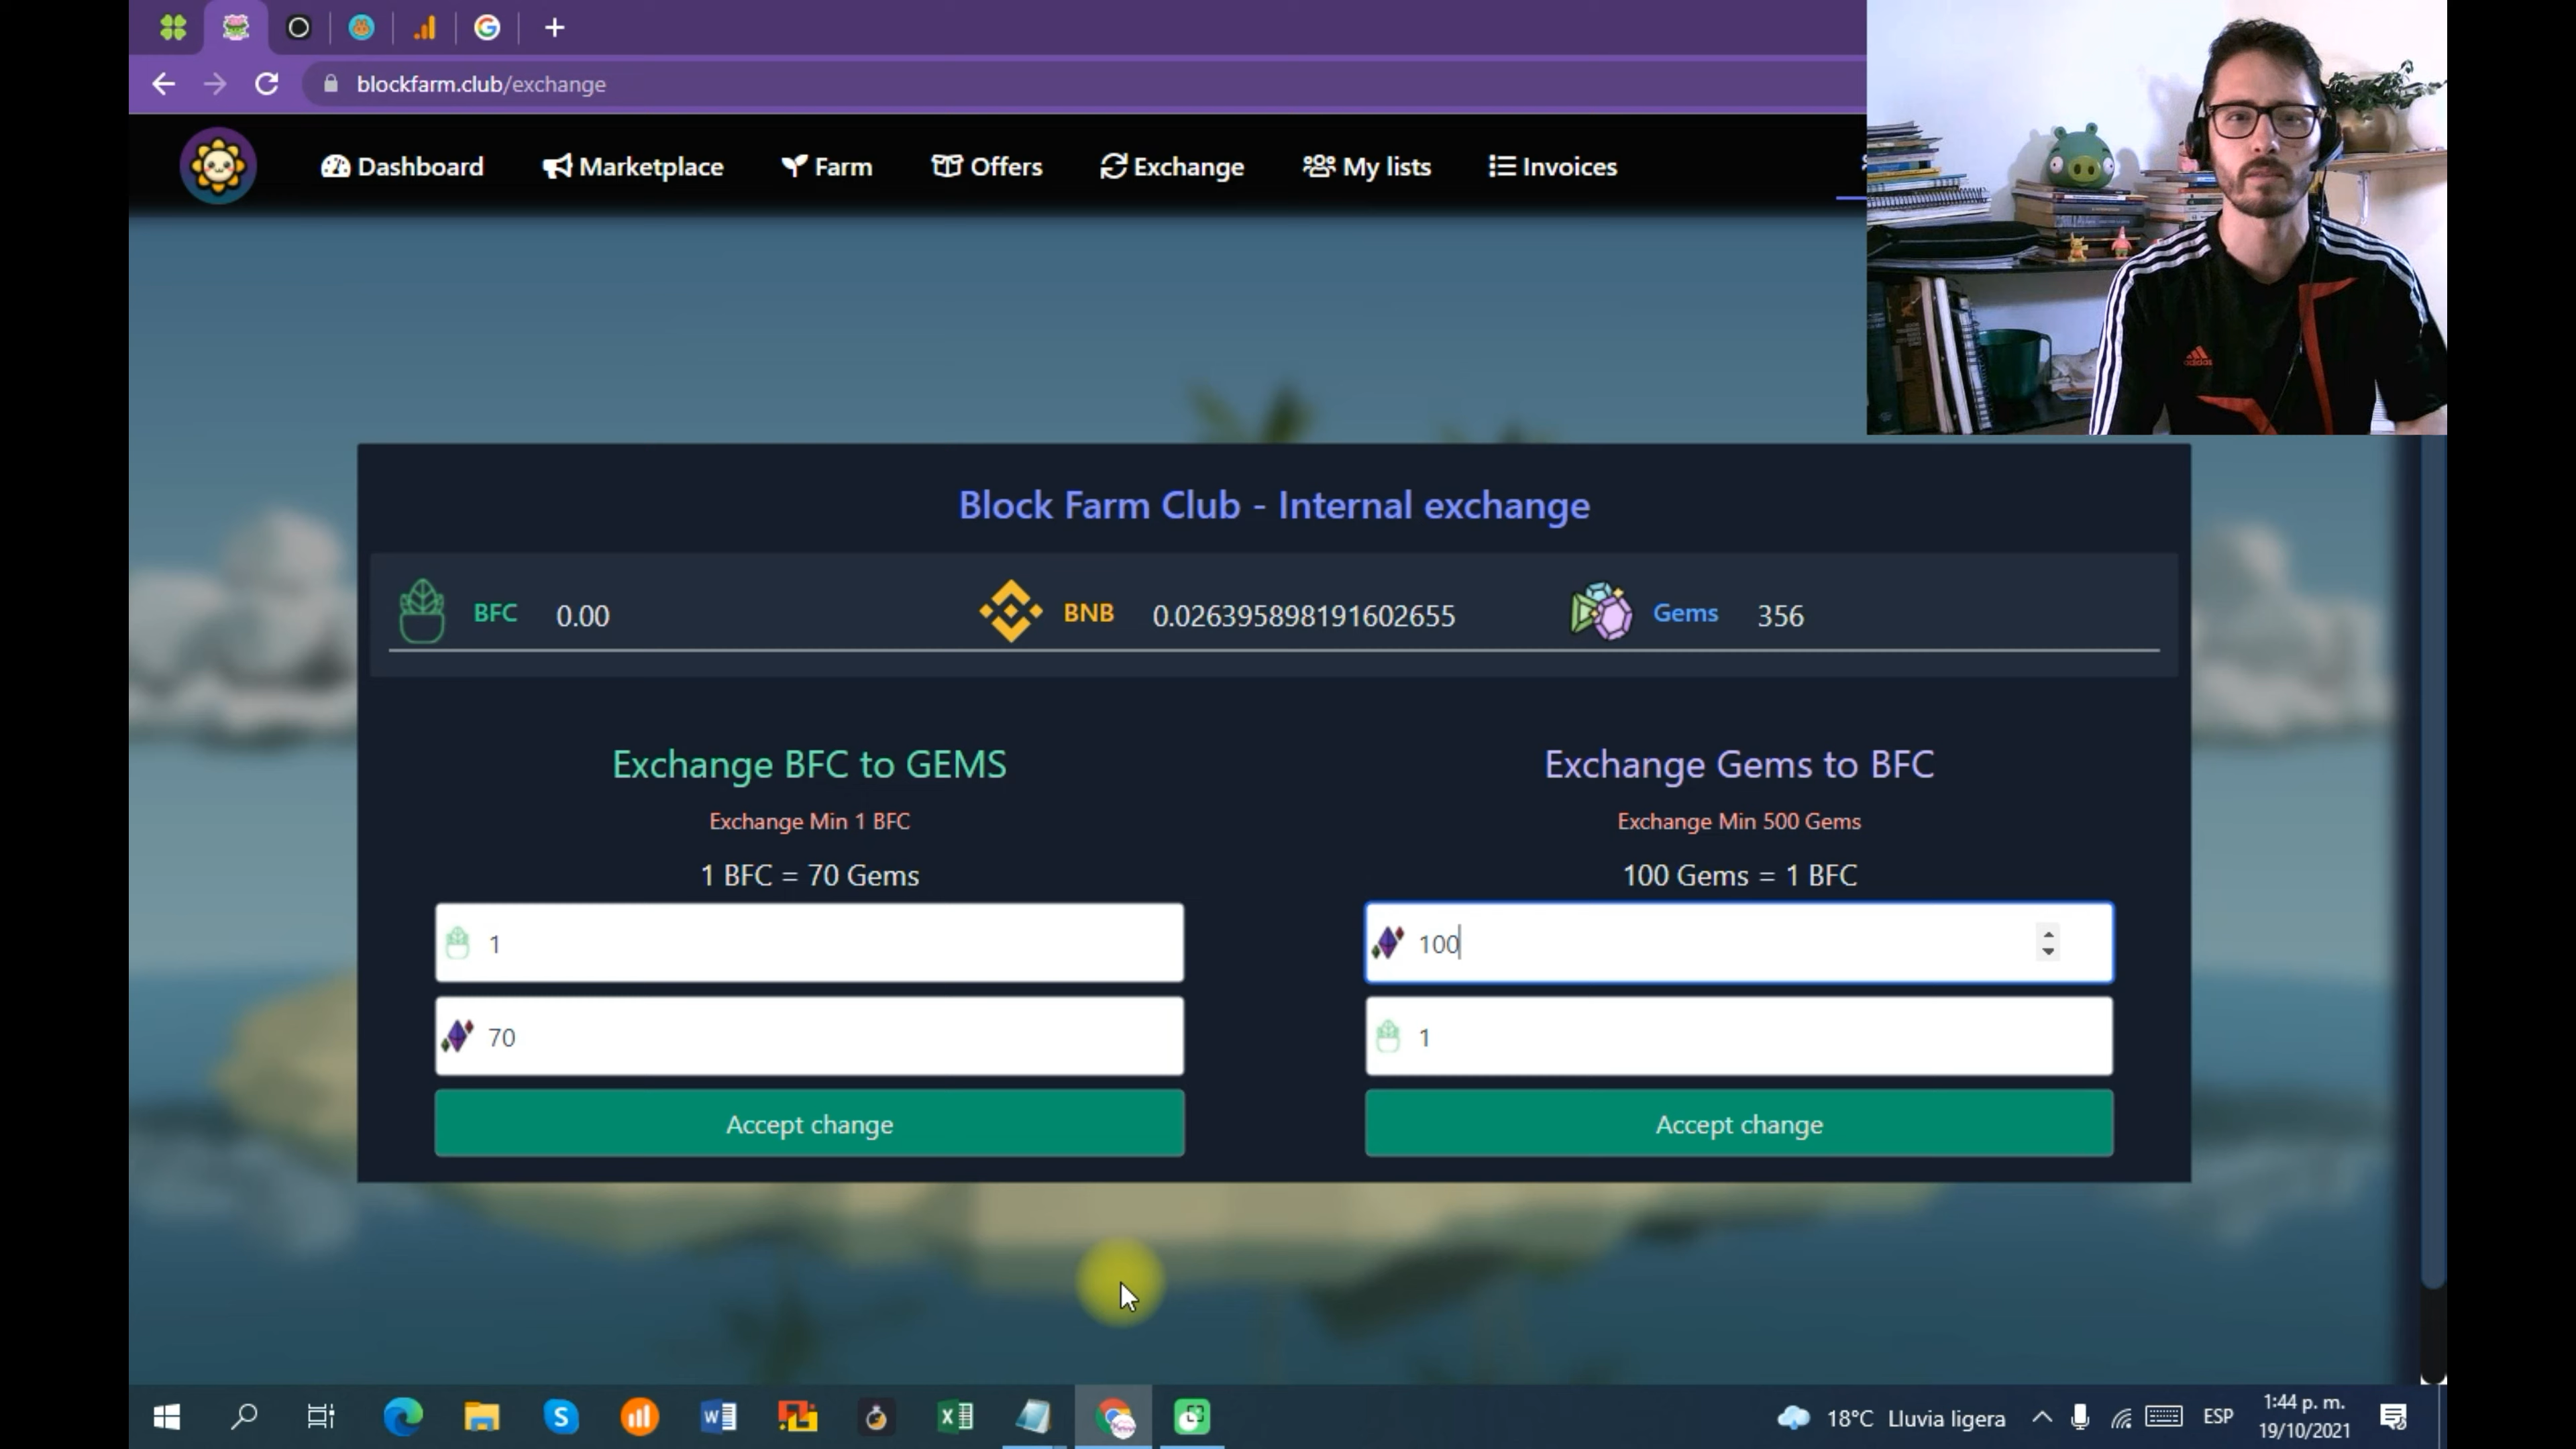 blockfarm.club/exchange
Dashboard Marketplace Farm Offers Exchange My lists Invoices
adidas
Block Farm Club - Internal exchange
BFC 0.00 BNB 0.026395898191602655 Gems 356
Exchange BFC to GEMS
Exchange Min 1 BFC
1 BFC = 70 Gems
1
70
Accept change
Exchange Gems to BFC
Exchange Min 500 Gems
100 Gems = 1 BFC
100
1
Accept change
18°C Lluvia ligera ESP 1:44 p. m.
19/10/2021